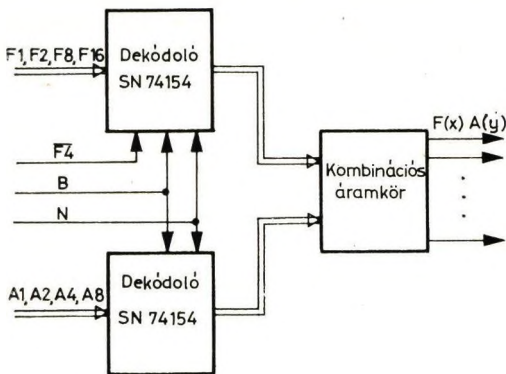 F1, F2, F8, F16
Dekódoló
SN 74154
F4
B
N
A1, A2, A4, A8
Dekódoló
SN 74154
Kombinációs
áramkör
F(x) A(y)